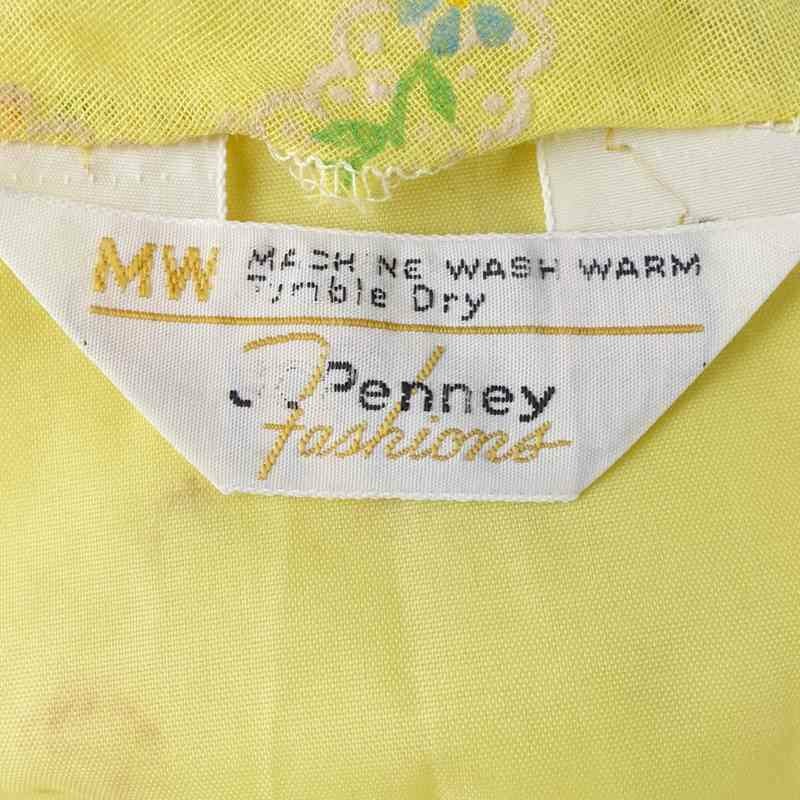 MW MACHINE WASH WARM
Tumble Dry
JCPenney
Fashions